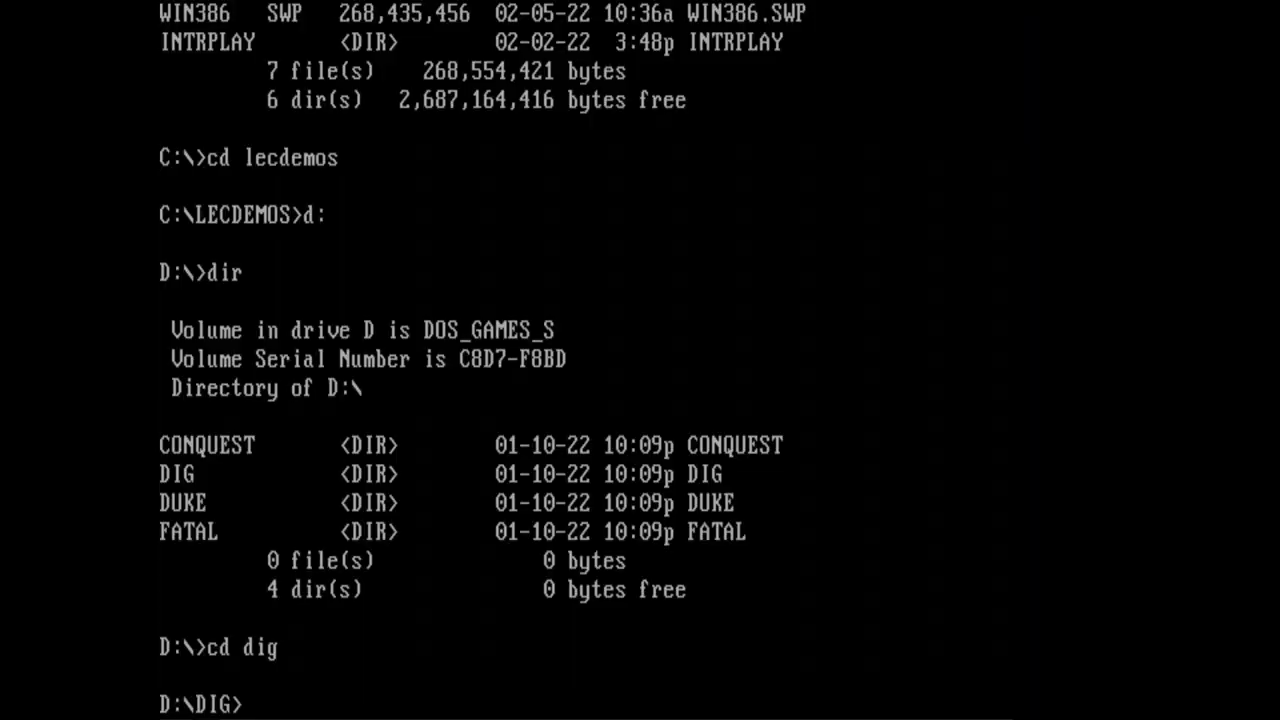 WIN386   SWP   268,435,456  02-05-22 10:36a WIN386.SWP
INTRPLAY       <DIR>        02-02-22  3:48p INTRPLAY
         7 file(s)    268,554,421 bytes
         6 dir(s)   2,687,164,416 bytes free
C:\>cd lecdemos
C:\LECDEMOS>d:
D:\>dir
 Volume in drive D is DOS_GAMES_S
 Volume Serial Number is C8D7-F8BD
 Directory of D:\
CONQUEST       <DIR>        01-10-22 10:09p CONQUEST
DIG            <DIR>        01-10-22 10:09p DIG
DUKE           <DIR>        01-10-22 10:09p DUKE
FATAL          <DIR>        01-10-22 10:09p FATAL
         0 file(s)              0 bytes
         4 dir(s)               0 bytes free
D:\>cd dig
D:\DIG>